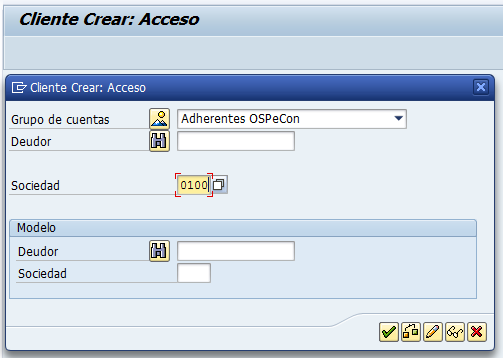 Cliente Crear: Acceso
Cliente Crear: Acceso
Grupo de cuentas Adherentes OSPeCon
Deudor
Sociedad 0100
Modelo
Deudor
Sociedad